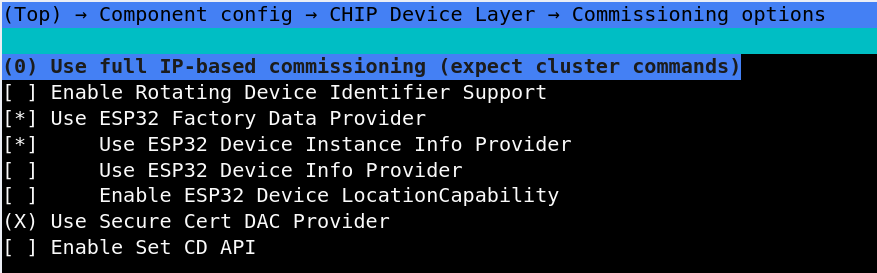 (Top) → Component config → CHIP Device Layer → Commissioning options
(0) Use full IP-based commissioning (expect cluster commands)
[ ] Enable Rotating Device Identifier Support
[*] Use ESP32 Factory Data Provider
[*]     Use ESP32 Device Instance Info Provider
[ ]     Use ESP32 Device Info Provider
[ ]     Enable ESP32 Device LocationCapability
(X) Use Secure Cert DAC Provider
[ ] Enable Set CD API